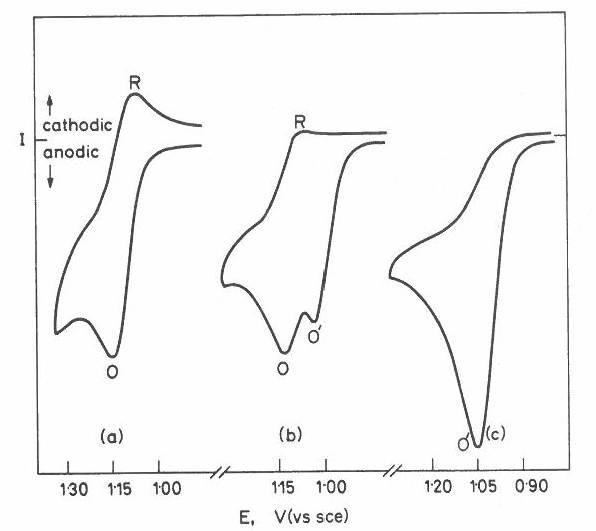 R
cathodic
I
anodic
R
O
O'
O
O'
(a)
(b)
(c)
1·30 1·15 1·00 1·15 1·00 1·20 1·05 0·90
E, V(vs sce)